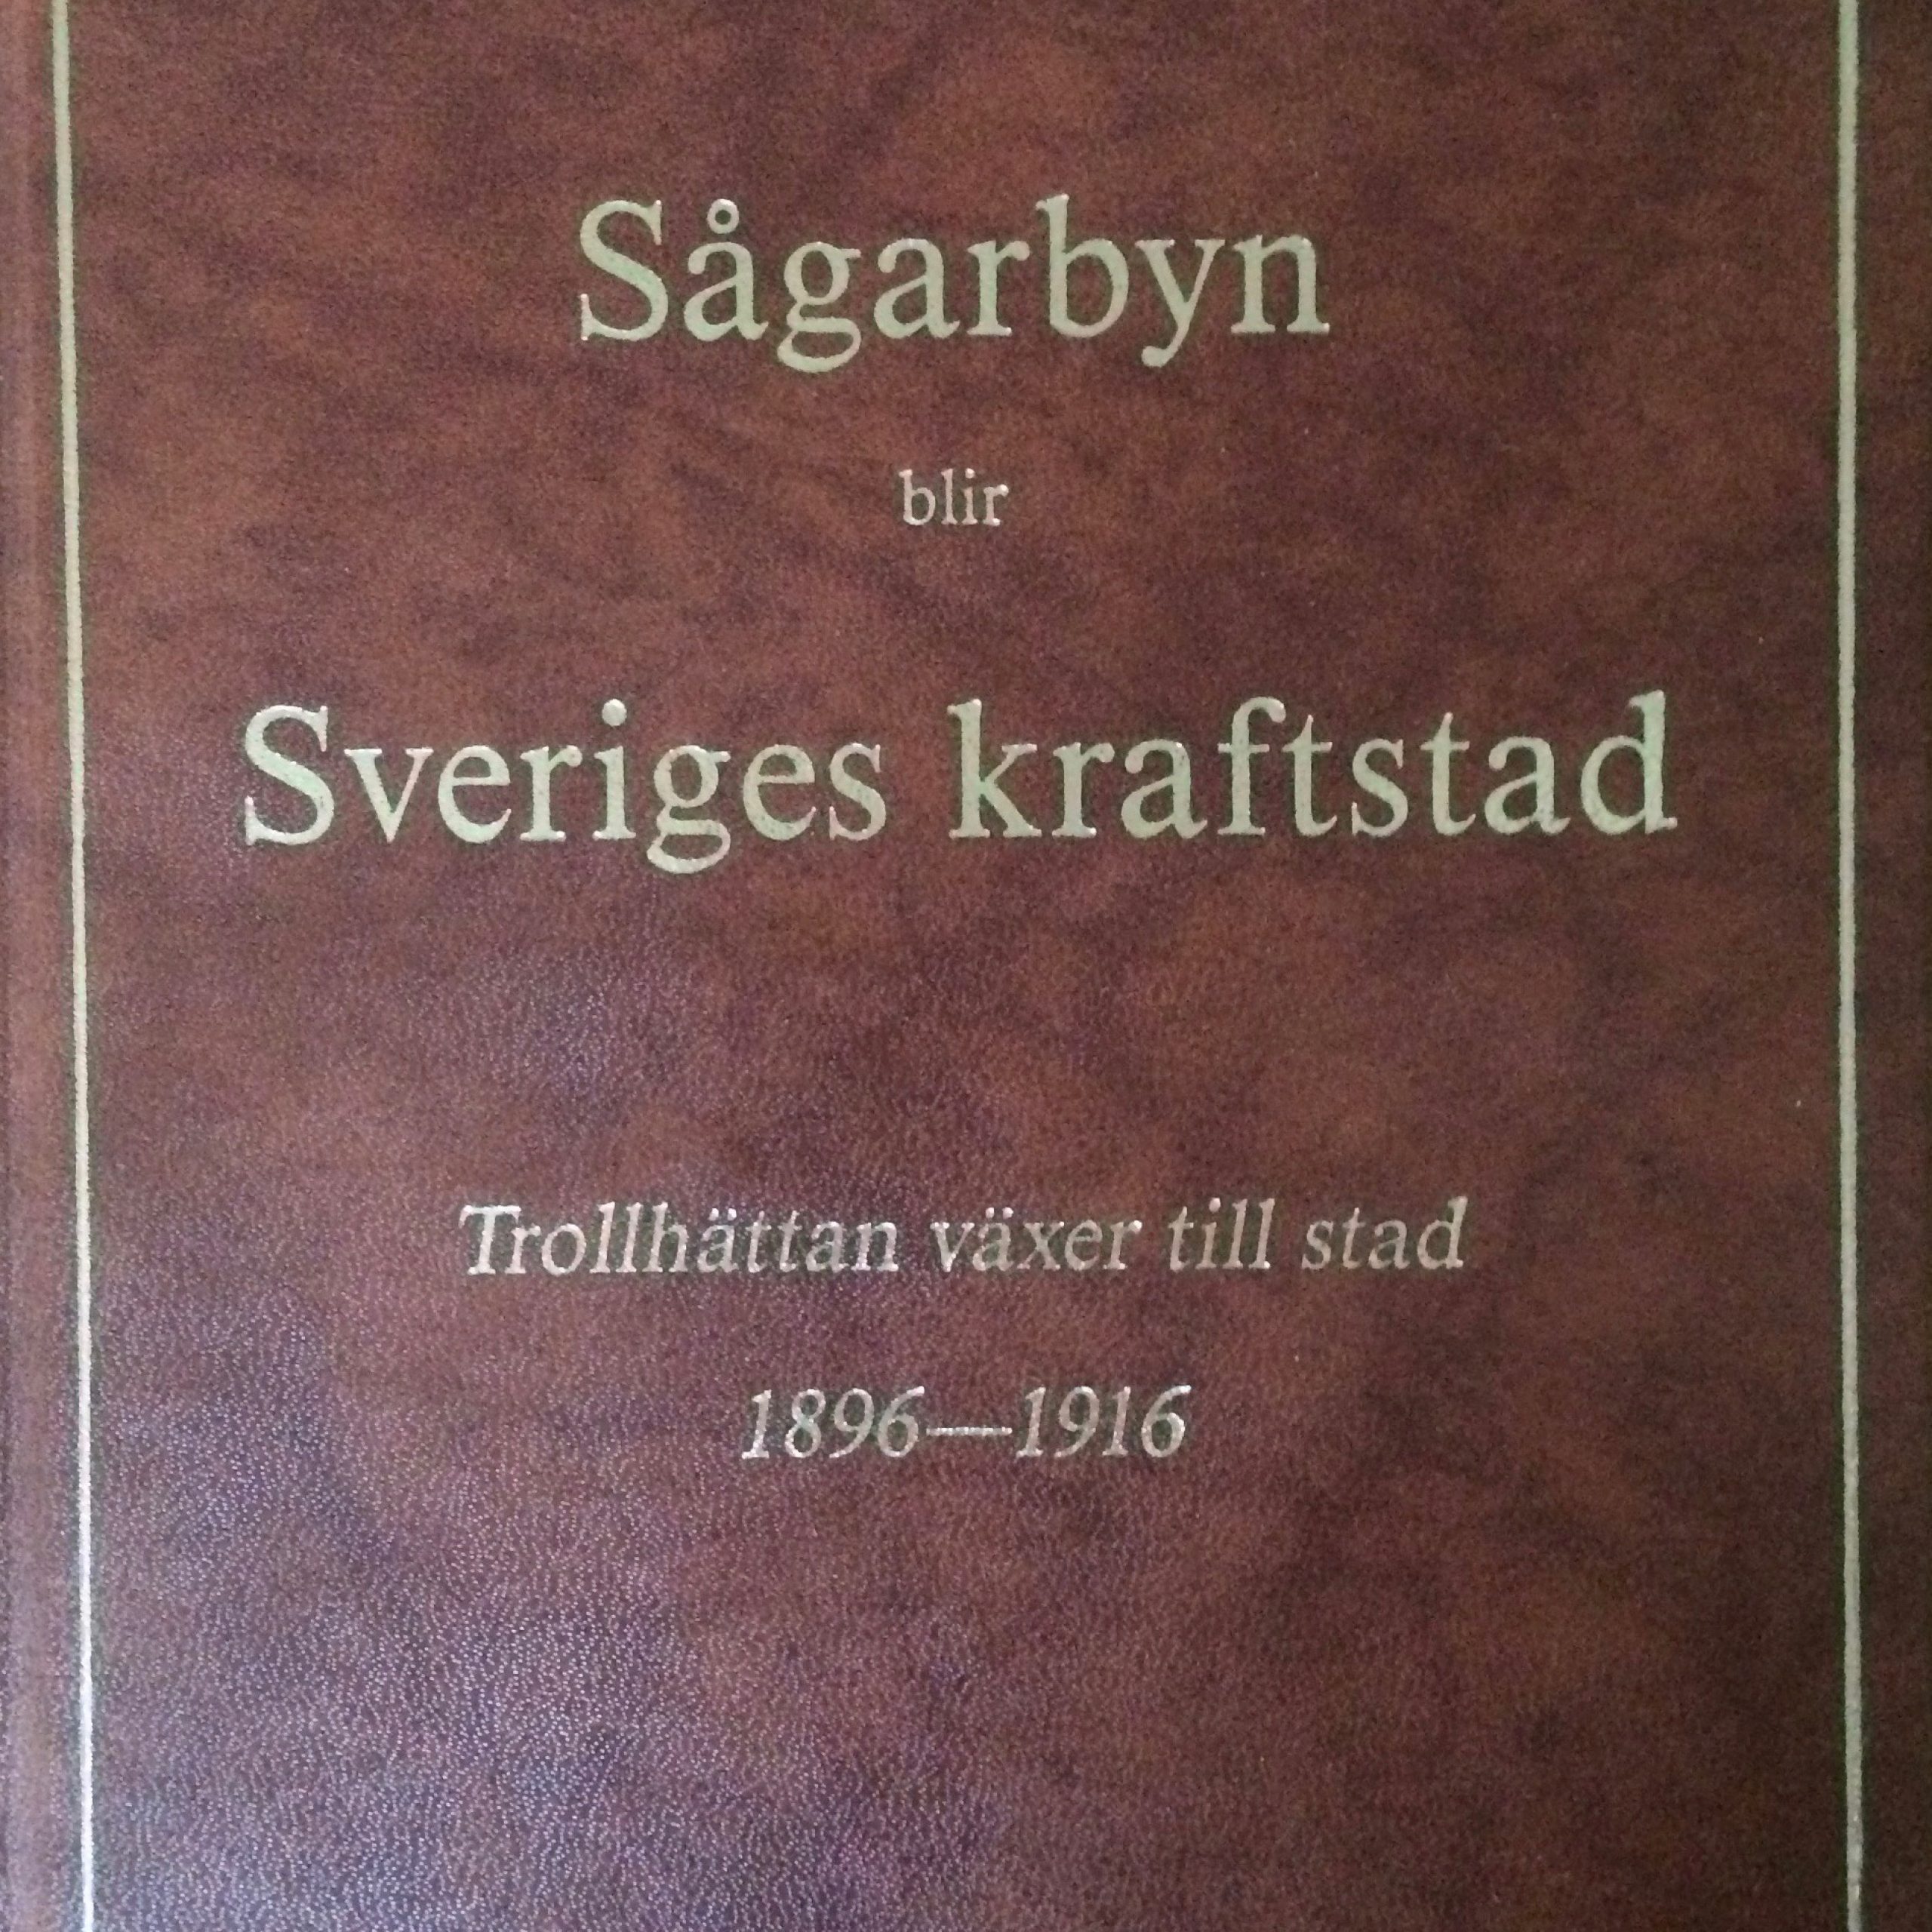 Sågarbyn
blir
Sveriges kraftstad
Trollhättan växer till stad
1896—1916